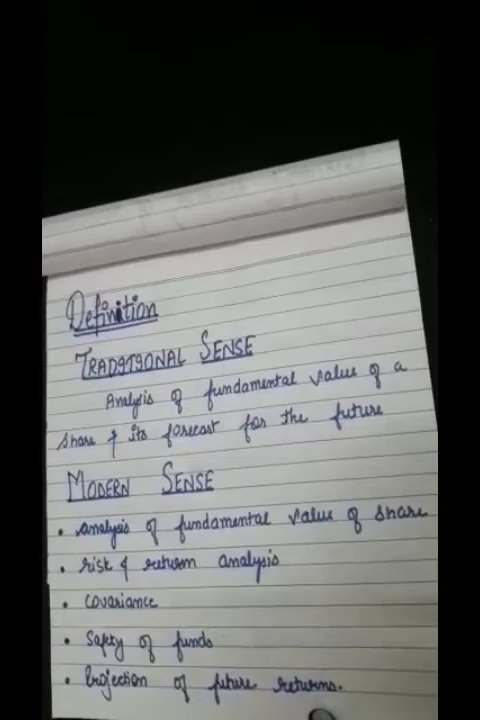 Definition
TRADITIONAL SENSE
Analysis of fundamental value of a
share & its forecast for the future
MODERN SENSE
• analysis of fundamental value of share
• risk & return analysis
• covariance
• Safety of funds
• Projection of future returns.